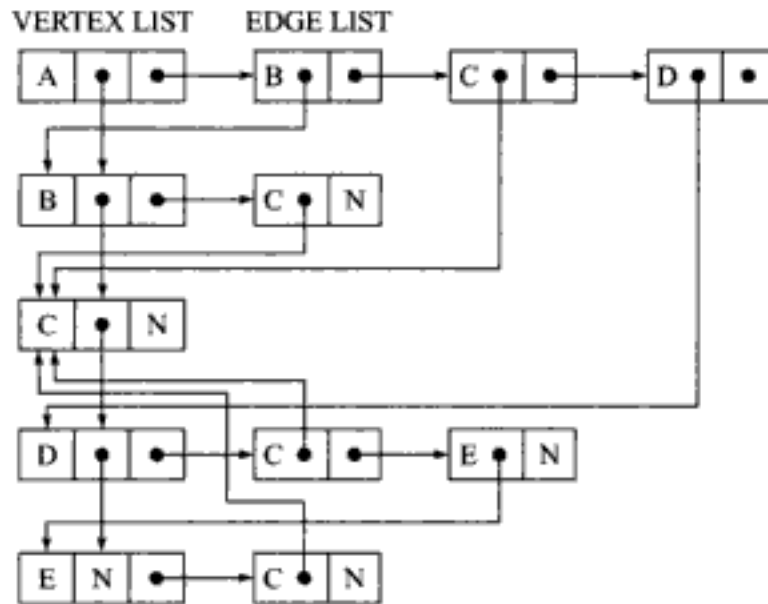 VERTEX LIST EDGE LIST
A B C D
B C N
C N
D C E N
E N C N